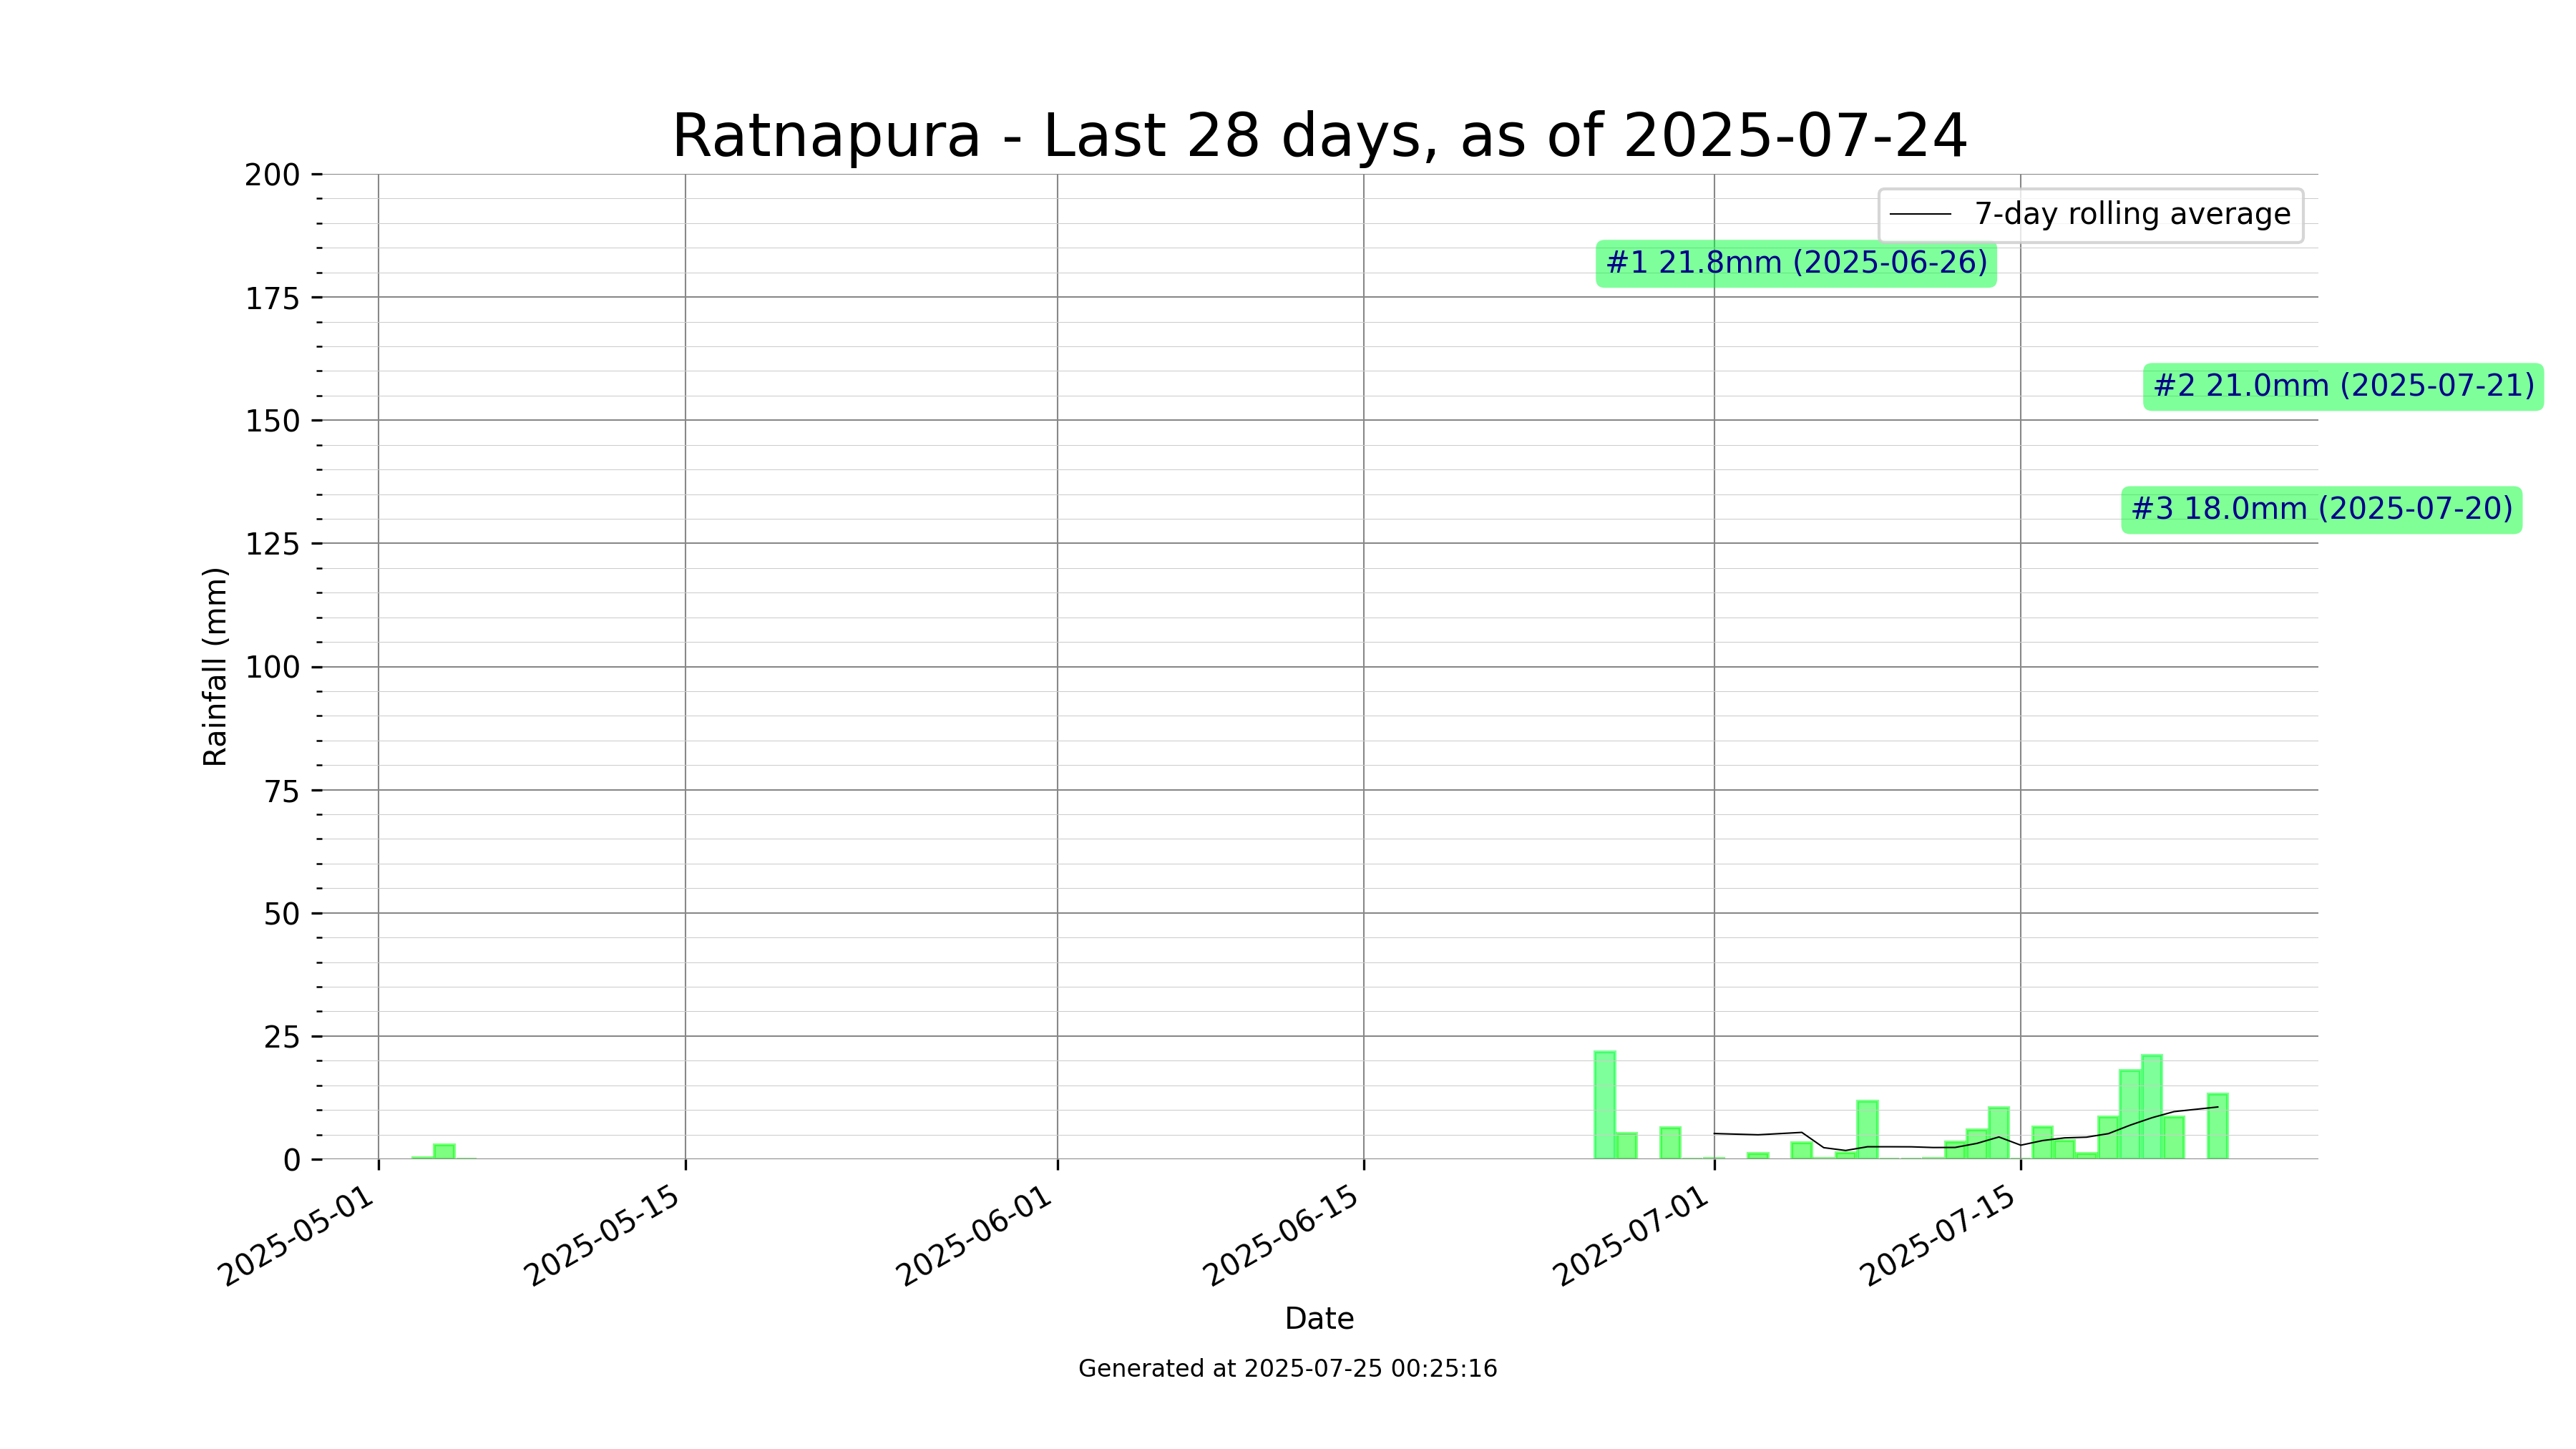 Ratnapura - Last 28 days, as of 2025-07-24
7-day rolling average
#1 21.8mm (2025-06-26)
#2 21.0mm (2025-07-21)
#3 18.0mm (2025-07-20)
Rainfall (mm)
200
175
150
125
100
75
50
25
0
2025-05-01
2025-05-15
2025-06-01
2025-06-15
2025-07-01
2025-07-15
Date
Generated at 2025-07-25 00:25:16